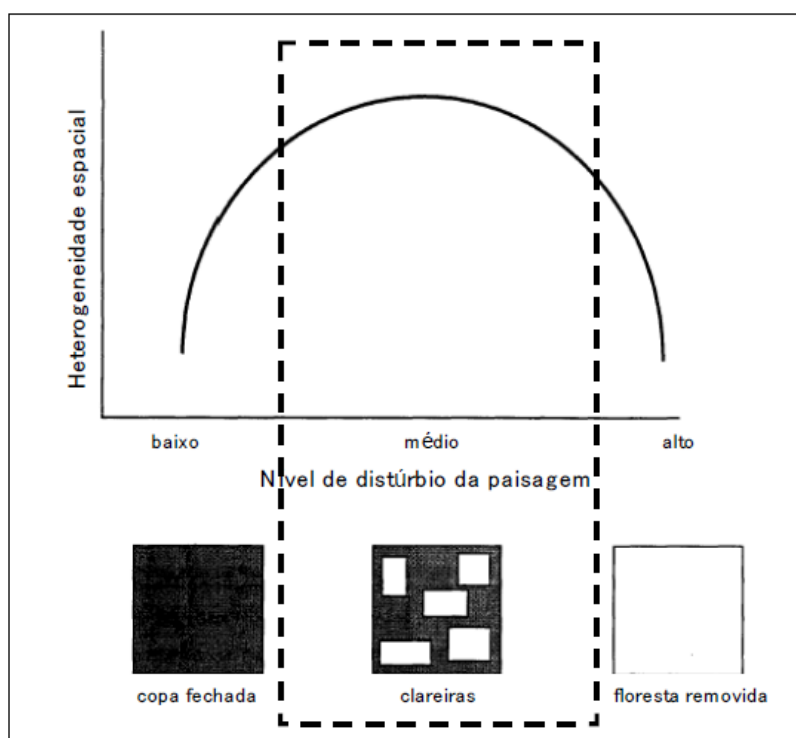 Heterogeneidade espacial
baixo médio alto
Nível de distúrbio da paisagem
copa fechada clareiras floresta removida